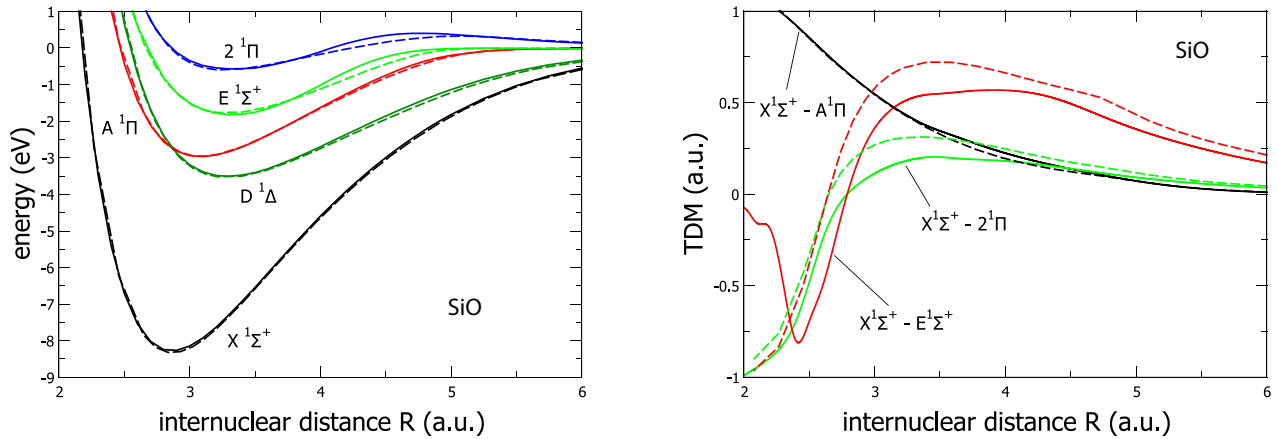 1
0
-1
-2
-3
-4
-5
-6
-7
-8
-9
energy (eV)
2 ¹Π
E ¹Σ⁺
A ¹Π
D ¹Δ
X ¹Σ⁺
SiO
2 3 4 5 6
internuclear distance R (a.u.)
1
0.5
0
-0.5
-1
TDM (a.u.)
SiO
X¹Σ⁺ – A¹Π
X¹Σ⁺ – 2¹Π
X¹Σ⁺ – E¹Σ⁺
2 3 4 5 6
internuclear distance R (a.u.)